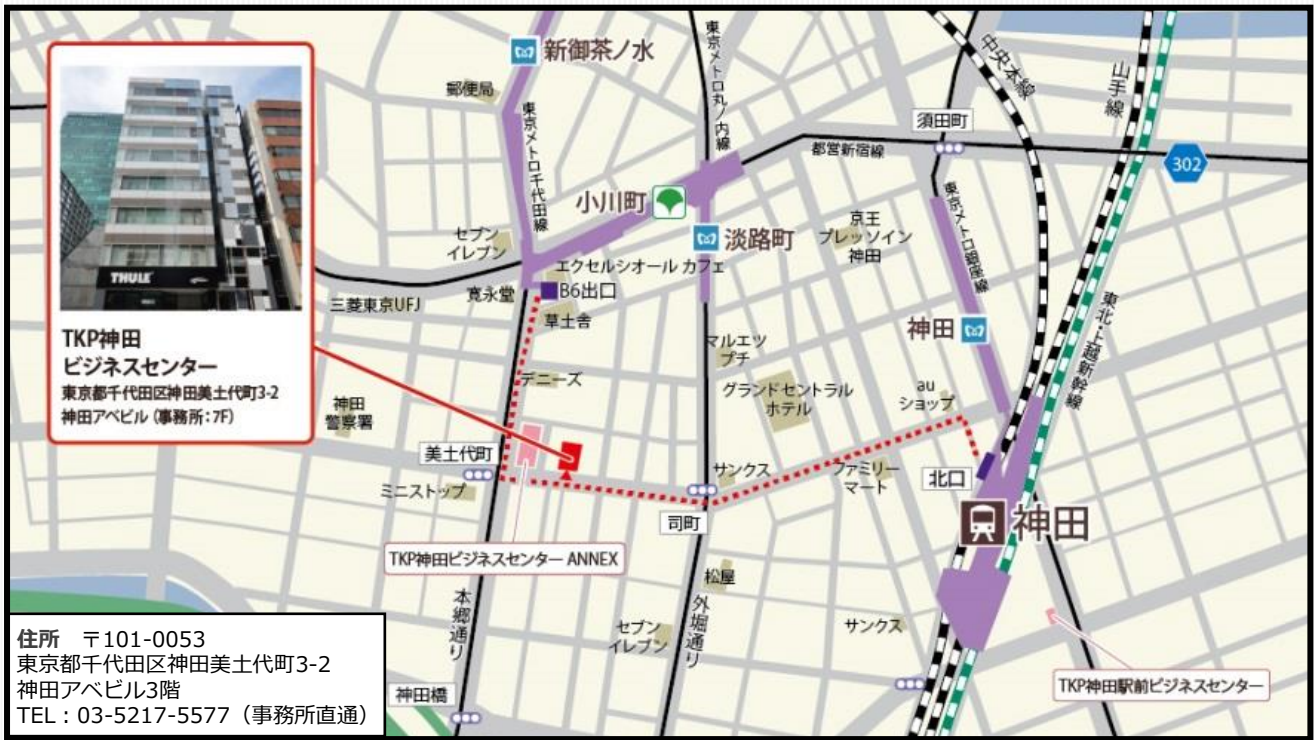 新御茶ノ水
郵便局
東京メトロ千代田線
東京メトロ丸ノ内線
中央本線
山手線
須田町
都営新宿線
302
小川町
淡路町
京王
プレッソイン
神田
東京メトロ銀座線
セブン
イレブン
エクセルシオール カフェ
B6出口
寛永堂
草土舎
三菱東京UFJ
THULE
TKP神田
ビジネスセンター
東京都千代田区神田美土代町3-2
神田アベビル (事務所:7F)
デニーズ
マルエツ
プチ
グランドセントラル
ホテル
神田
au
ショップ
東北・上越新幹線
神田
警察署
美土代町
ミニストップ
サンクス
ファミリー
マート
北口
神田
司町
TKP神田ビジネスセンター ANNEX
松屋
本郷通り
外堀通り
セブン
イレブン
サンクス
神田橋
TKP神田駅前ビジネスセンター
住所 〒101-0053
東京都千代田区神田美土代町3-2
神田アベビル3階
TEL:03-5217-5577(事務所直通)